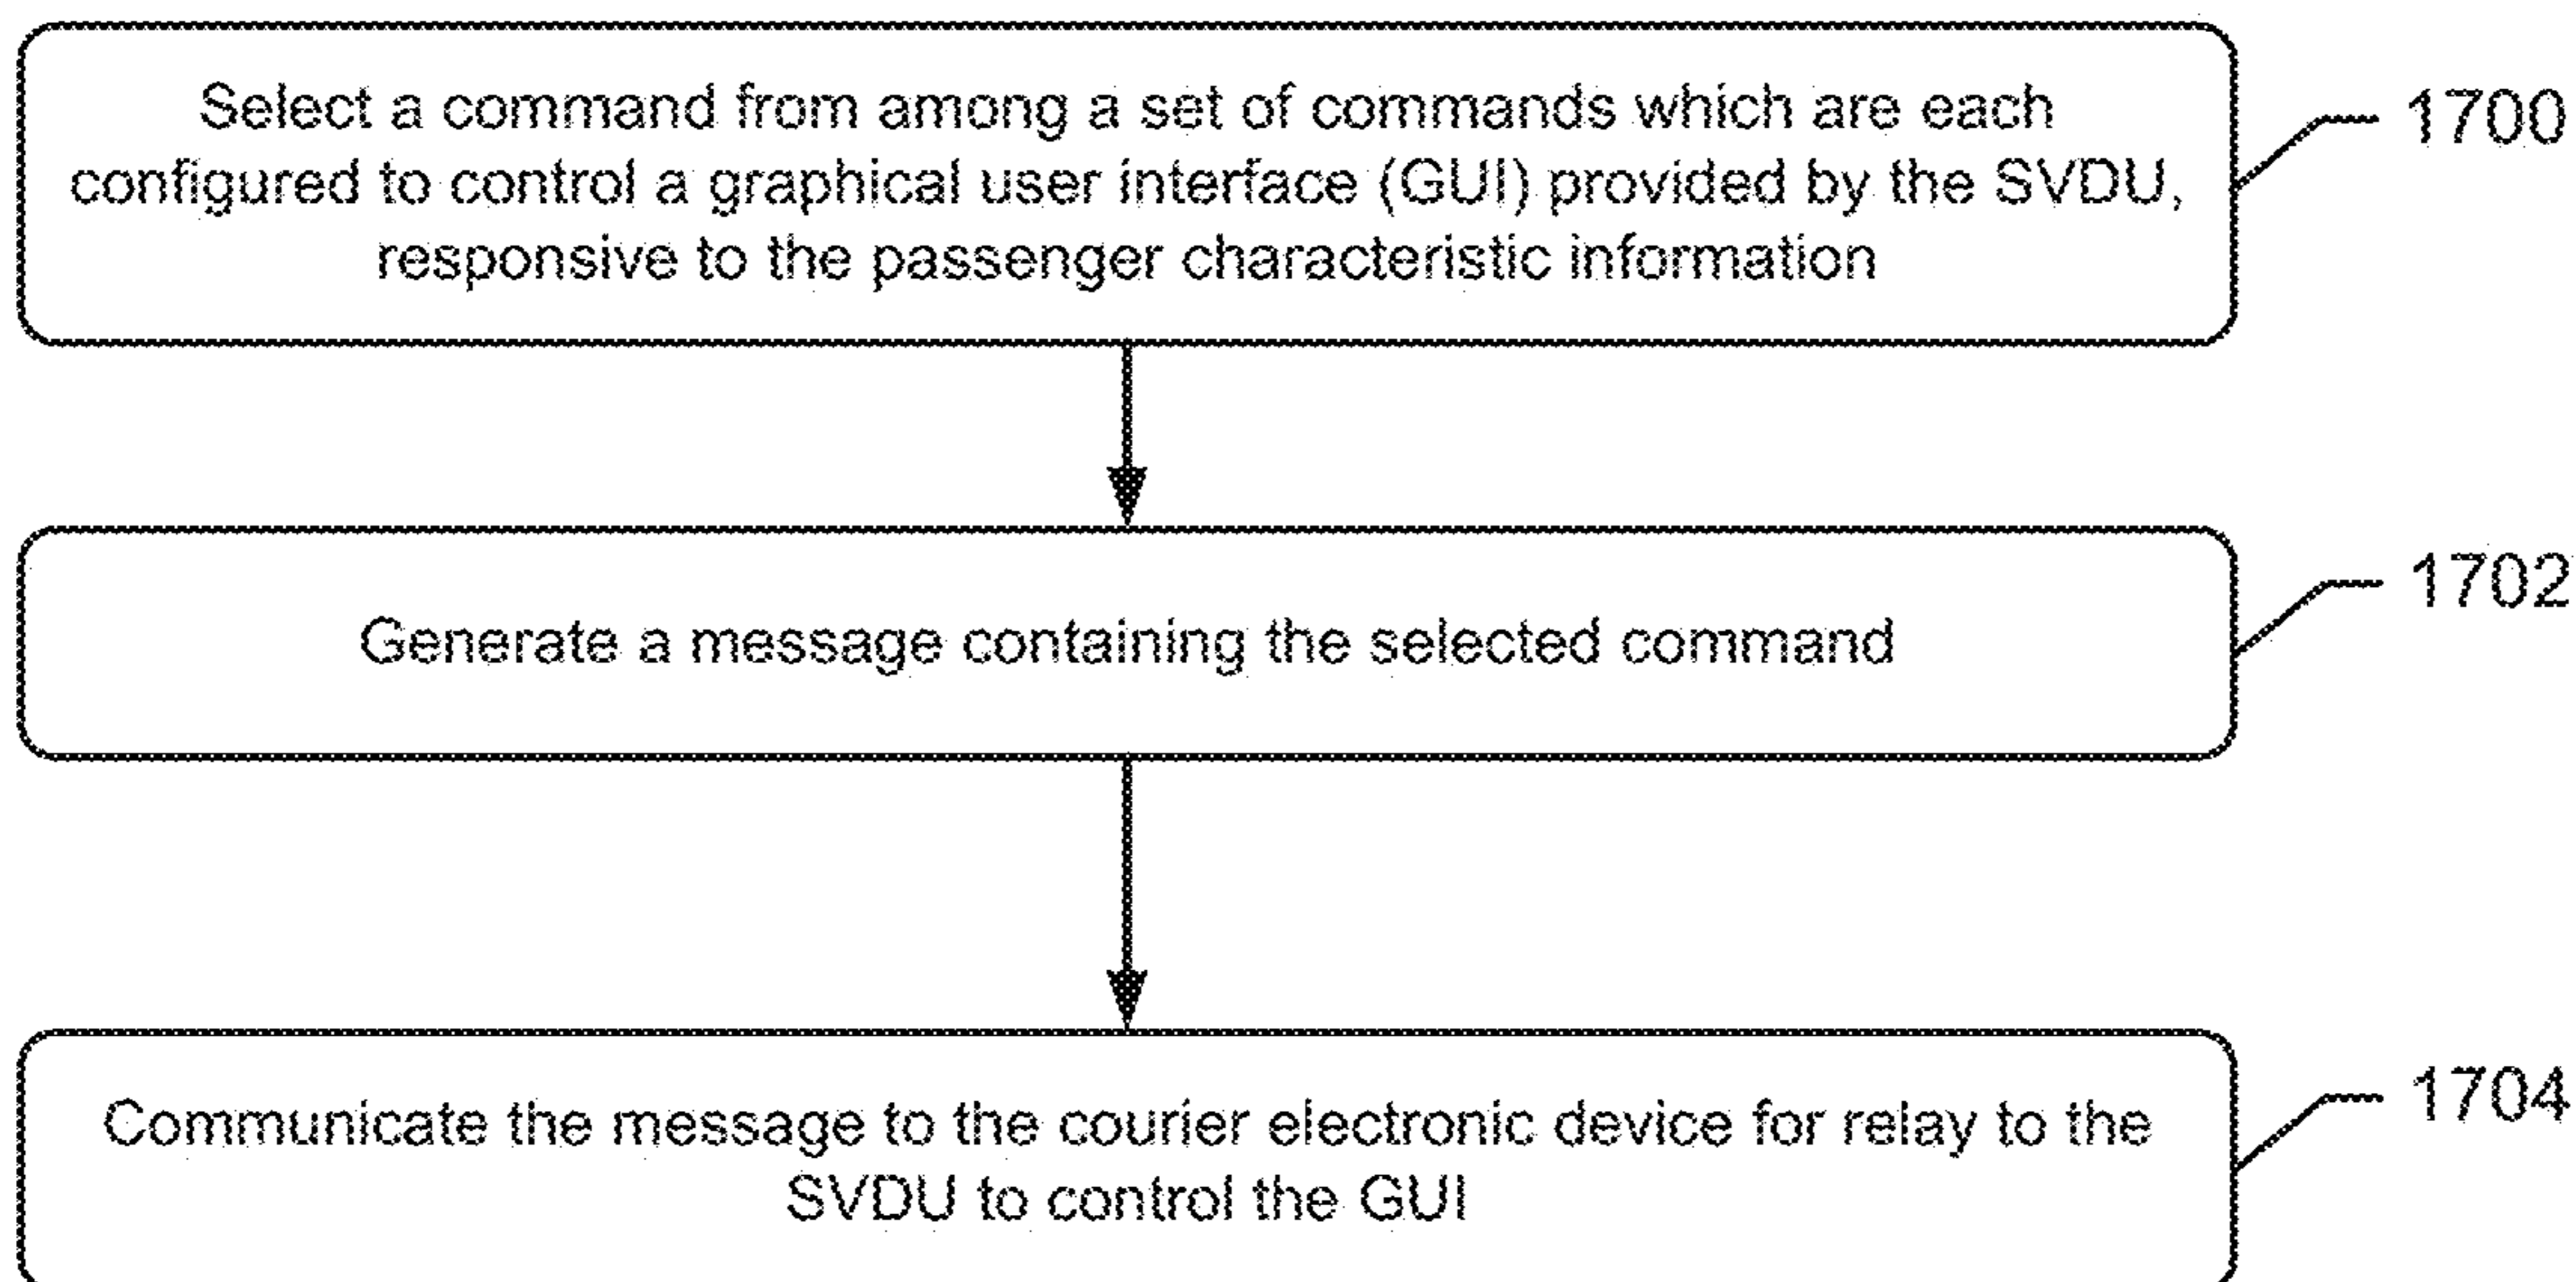 Select a command from among a set of commands which are each
configured to control a graphical user interface (GUI) provided by the SVDU,
responsive to the passenger characteristic information
1700
Generate a message containing the selected command
1702
Communicate the message to the courier electronic device for relay to the
SVDU to control the GUI
1704